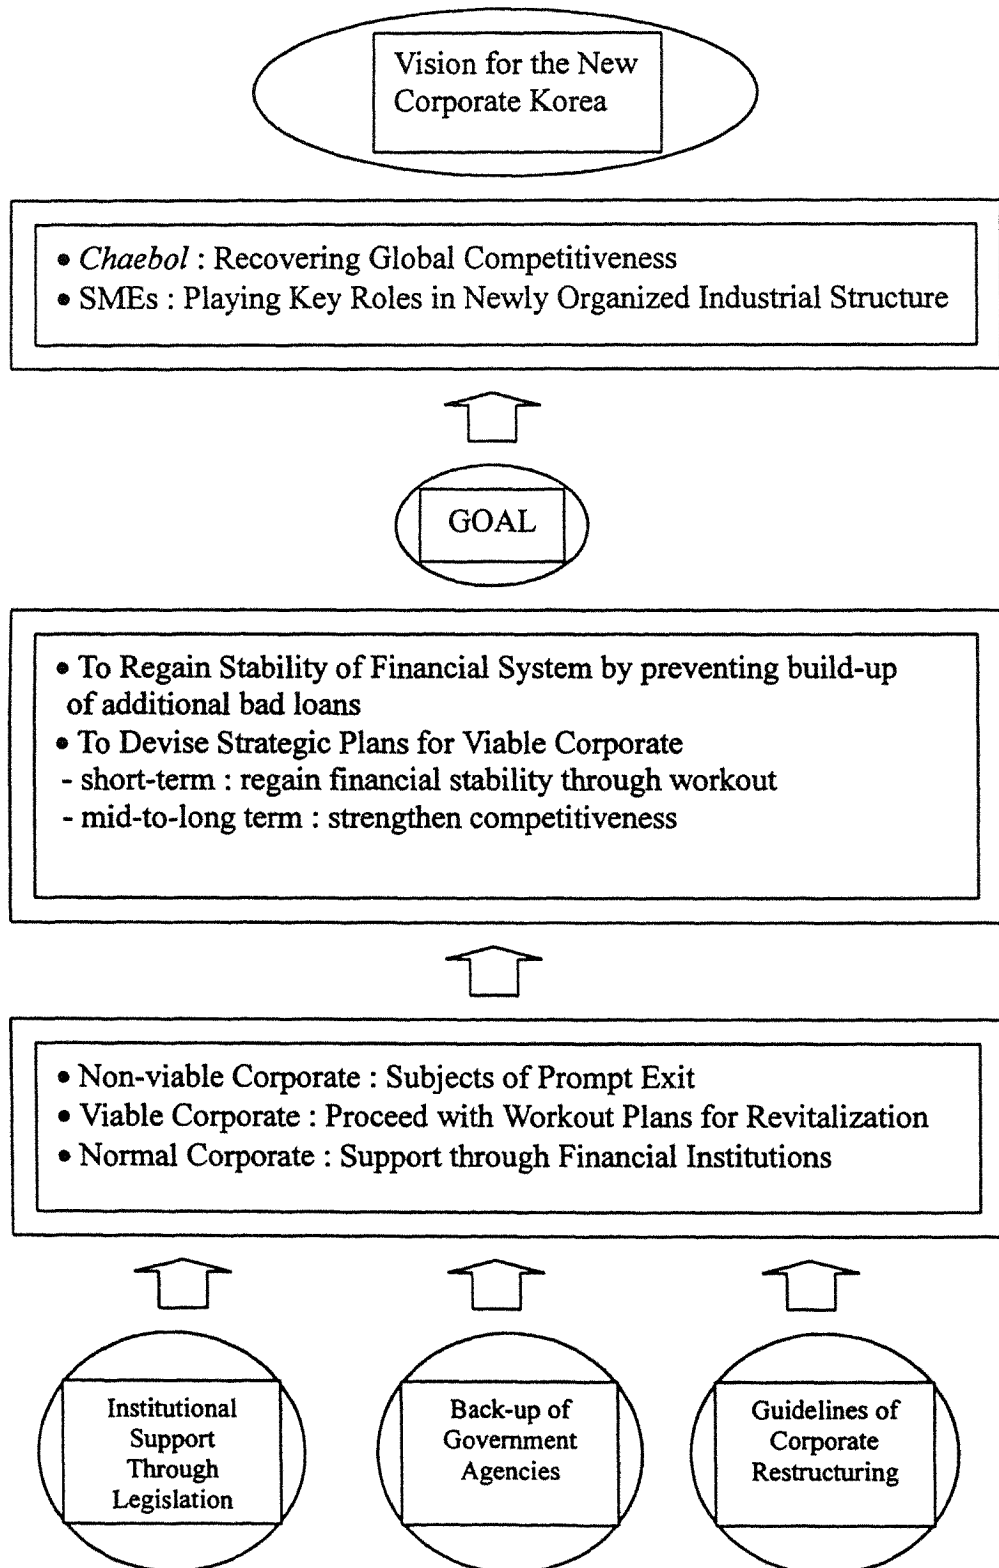 Vision for the New
Corporate Korea
• Chaebol : Recovering Global Competitiveness
• SMEs : Playing Key Roles in Newly Organized Industrial Structure
GOAL
• To Regain Stability of Financial System by preventing build-up
of additional bad loans
• To Devise Strategic Plans for Viable Corporate
- short-term : regain financial stability through workout
- mid-to-long term : strengthen competitiveness
• Non-viable Corporate : Subjects of Prompt Exit
• Viable Corporate : Proceed with Workout Plans for Revitalization
• Normal Corporate : Support through Financial Institutions
Institutional
Support
Through
Legislation
Back-up of
Government
Agencies
Guidelines of
Corporate
Restructuring